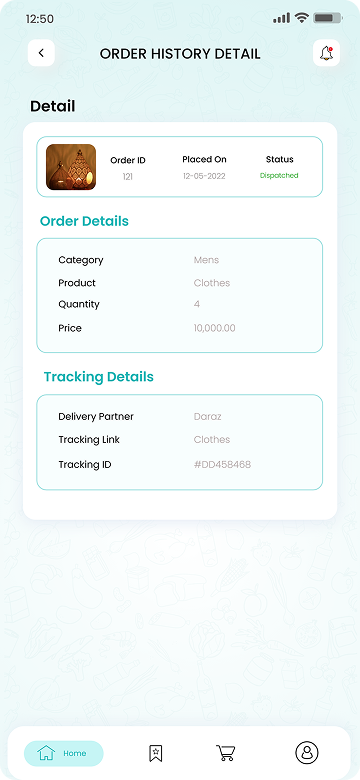 12:50
ORDER HISTORY DETAIL
Detail
Order ID Placed On Status
121 12-05-2022 Dispatched
Order Details
Category Mens
Product Clothes
Quantity 4
Price 10,000.00
Tracking Details
Delivery Partner Daraz
Tracking Link Clothes
Tracking ID #DD458468
Home